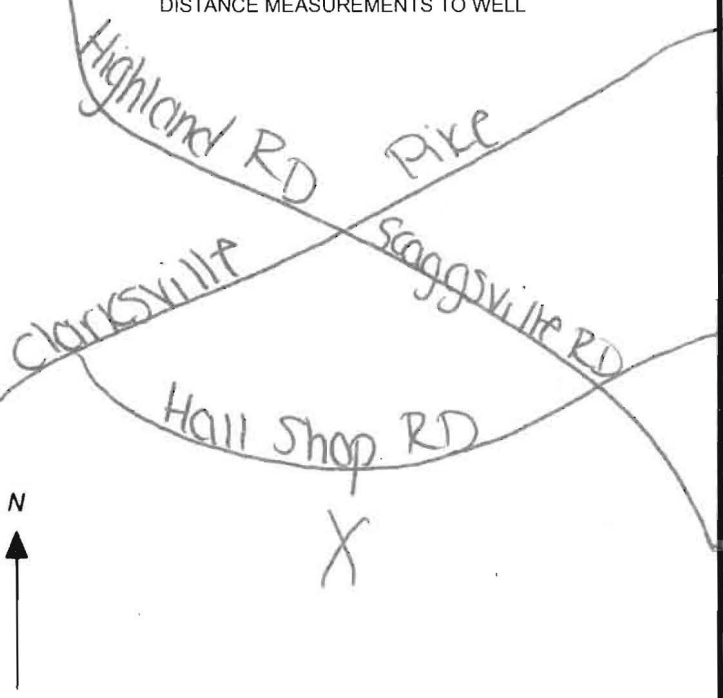 DISTANCE MEASUREMENTS TO WELL
Highland RD
Pike
Clarksville
Scaggsville RD
Hall Shop RD
N
X